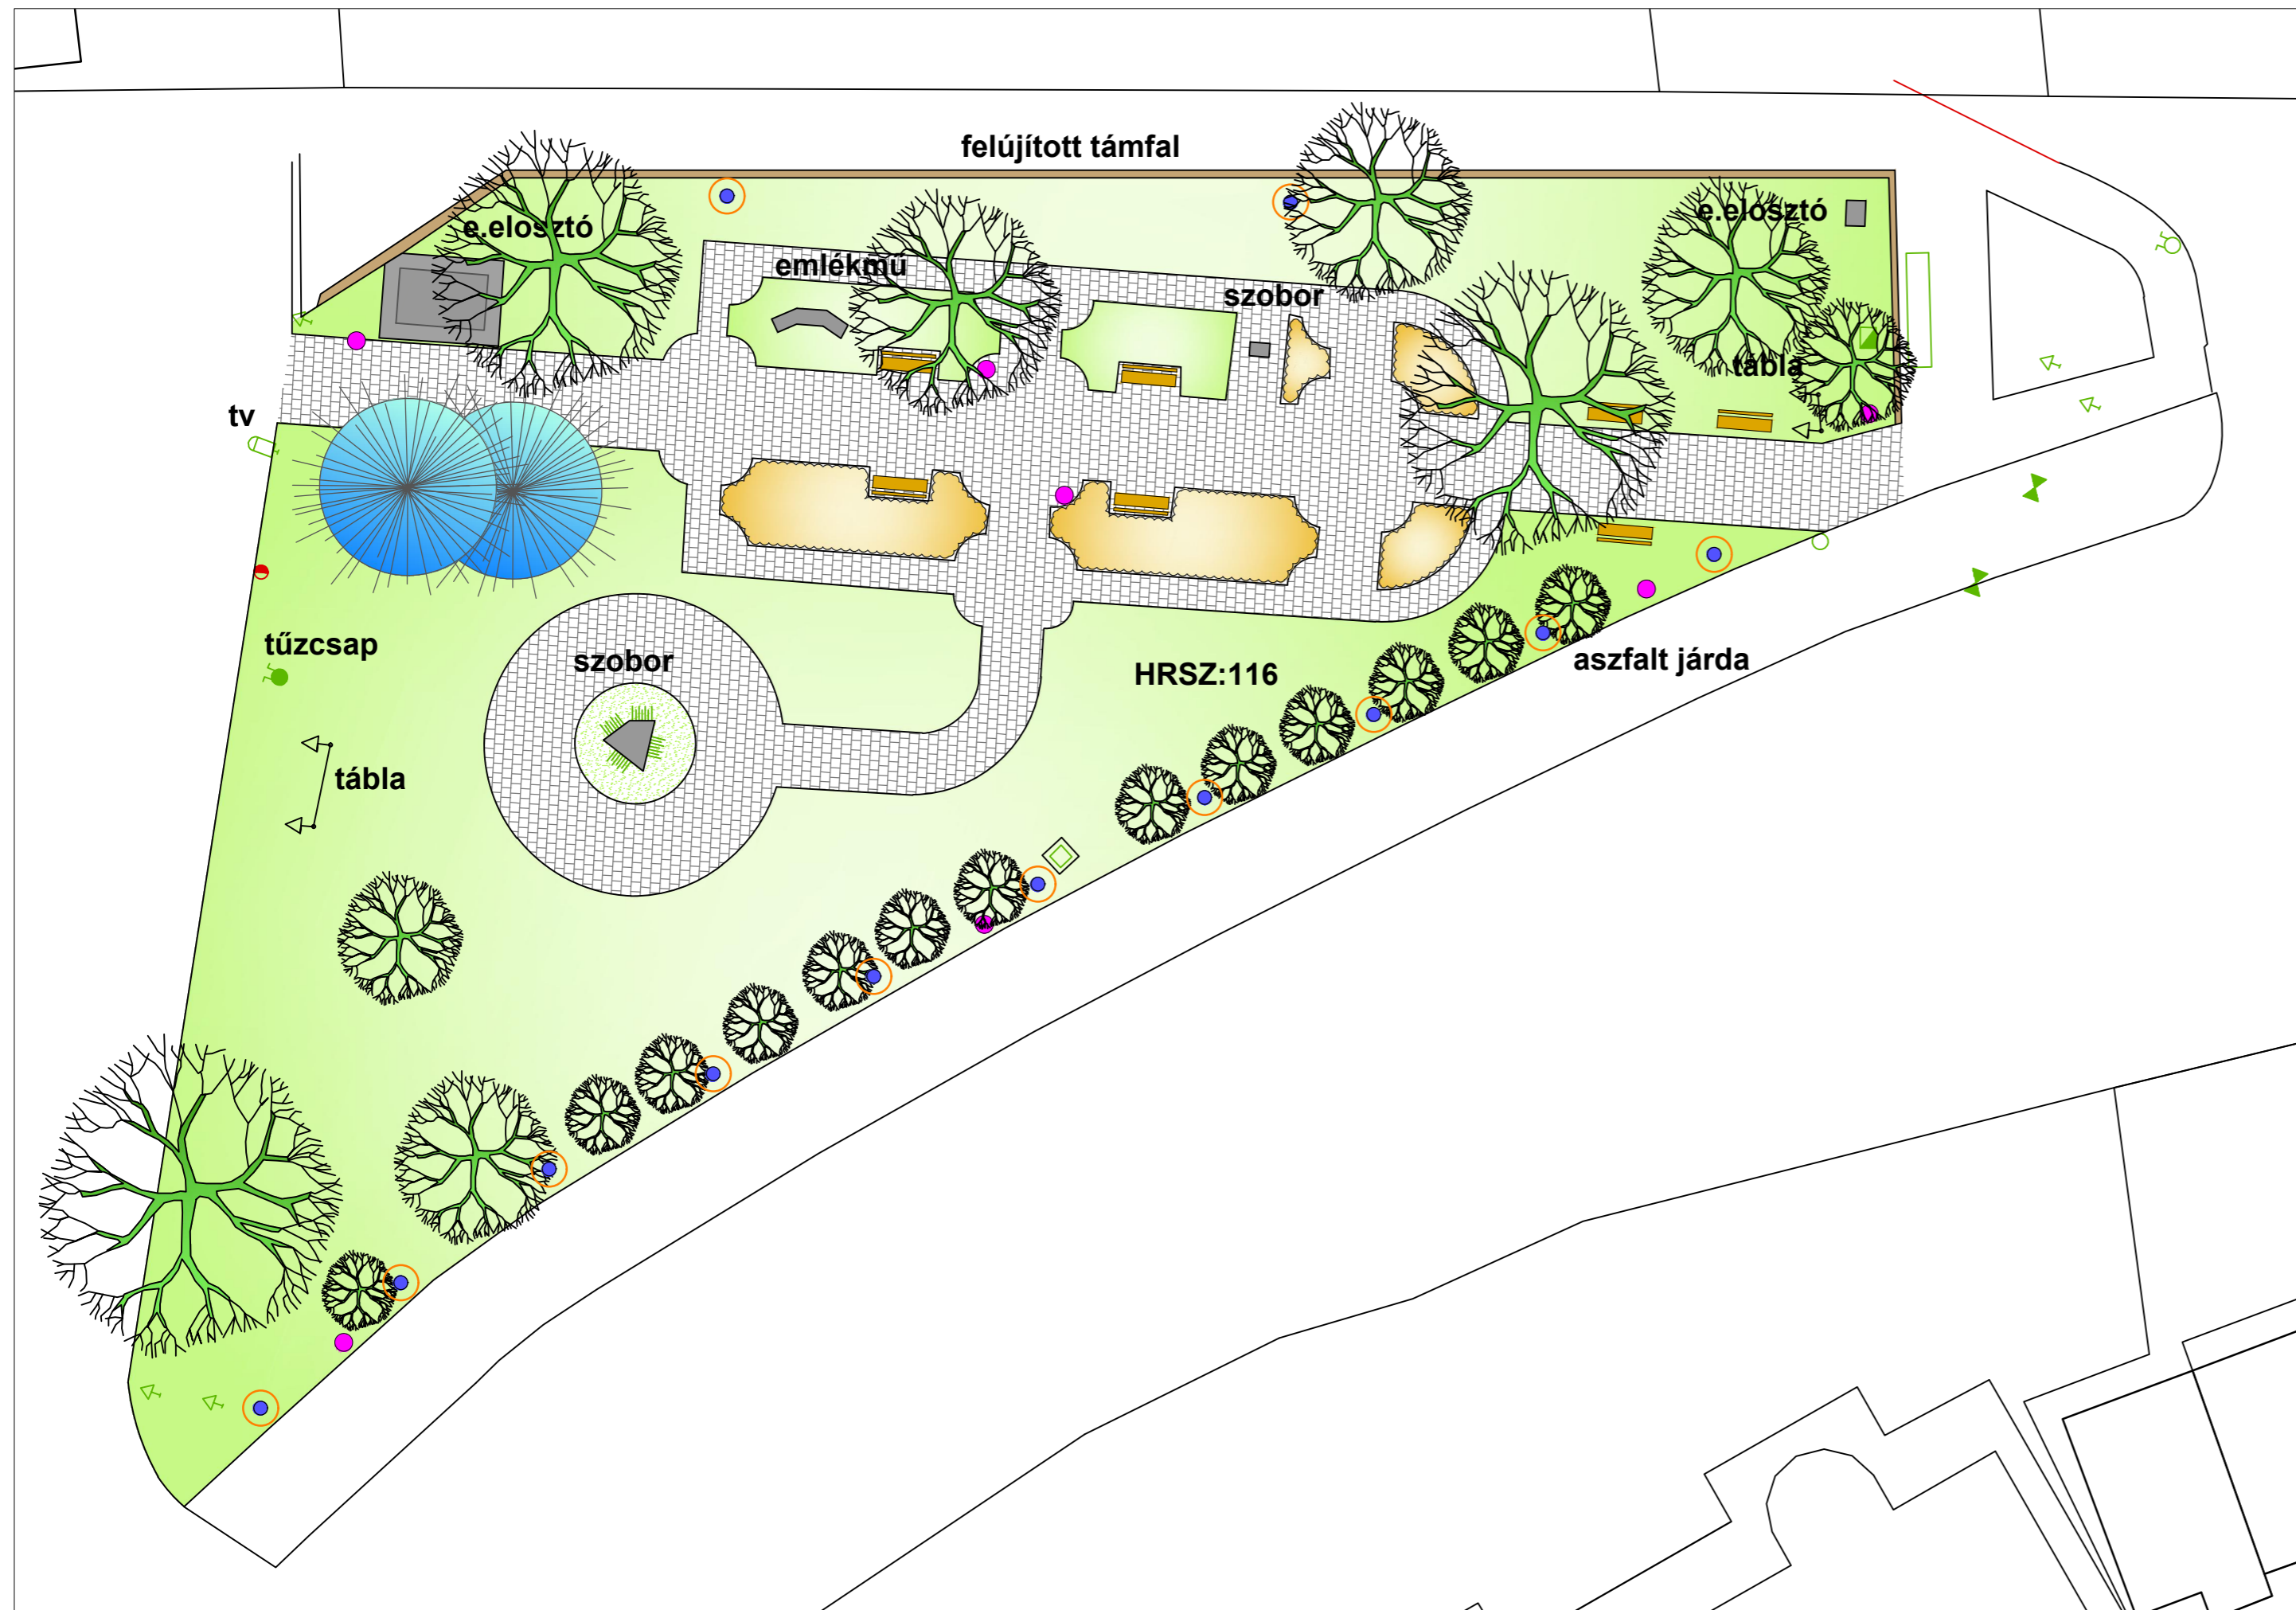 felújított támfal
e.elosztó
e.elosztó
emlékmű
szobor
tábla
tv
tűzcsap
szobor
HRSZ:116
aszfalt járda
tábla